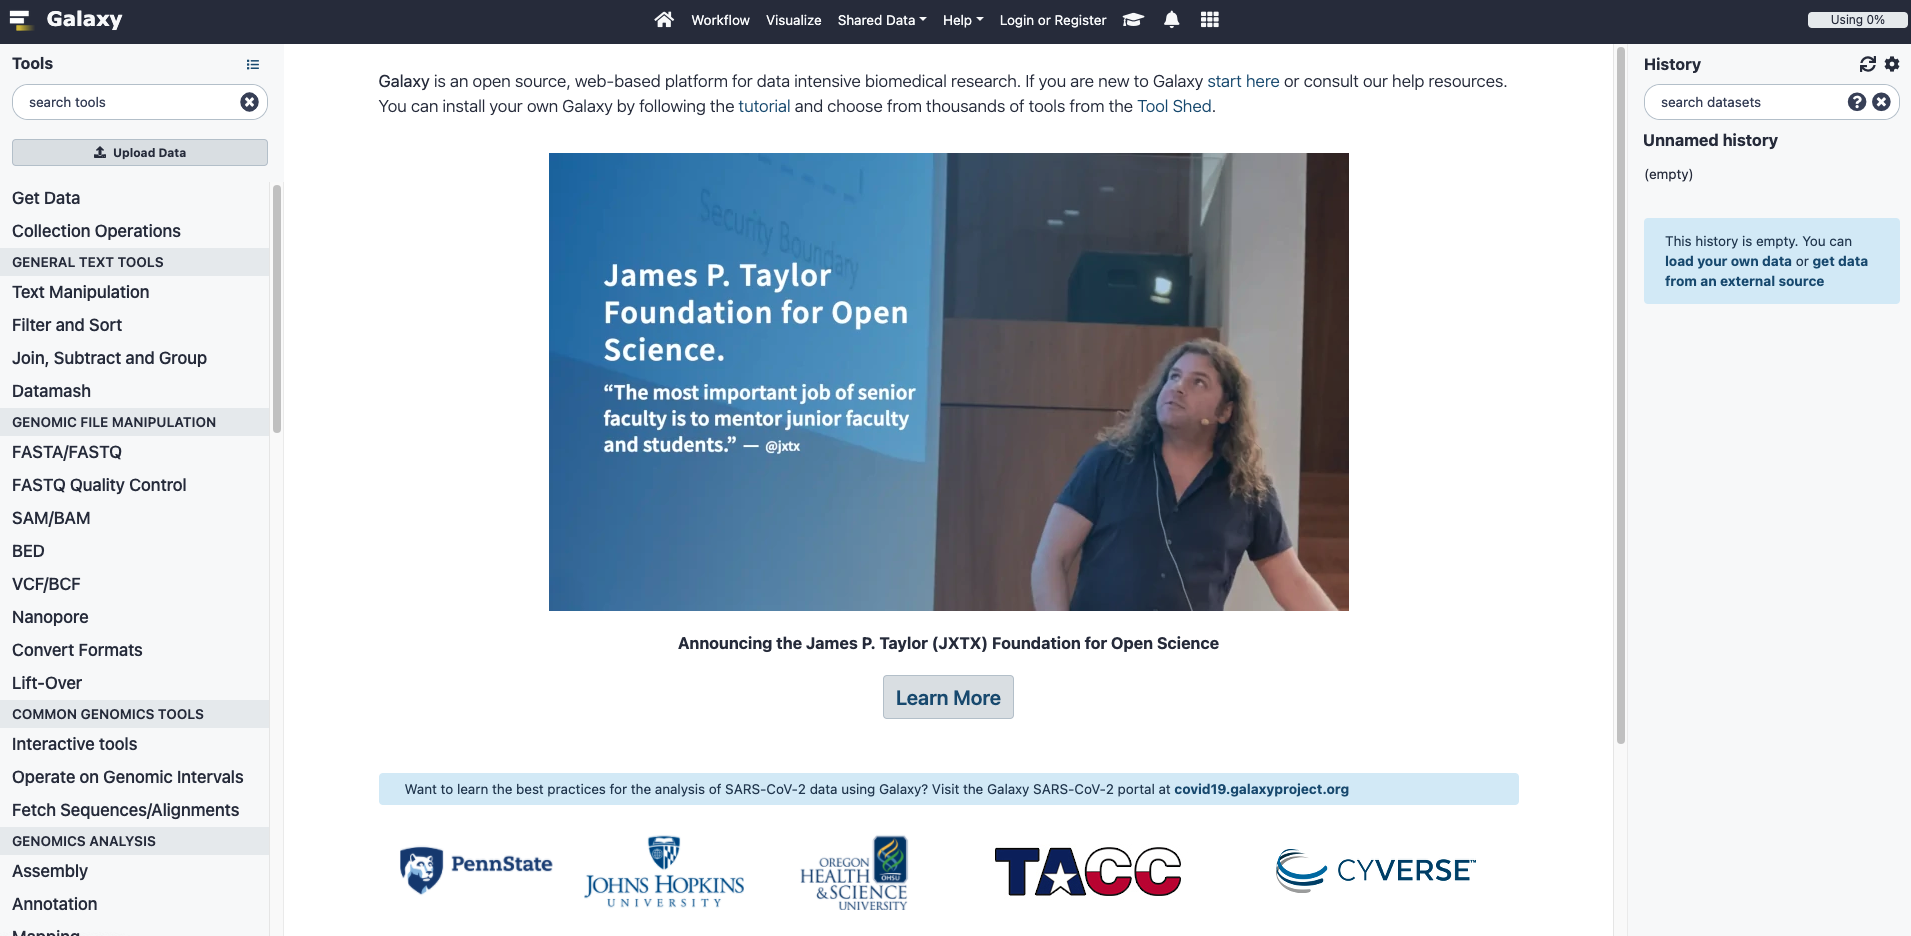 Galaxy
Workflow
Visualize
Shared Data
Help
Login or Register
Using 0%
Tools
search tools
Upload Data
Get Data
Collection Operations
GENERAL TEXT TOOLS
Text Manipulation
Filter and Sort
Join, Subtract and Group
Datamash
GENOMIC FILE MANIPULATION
FASTA/FASTQ
FASTQ Quality Control
SAM/BAM
BED
VCF/BCF
Nanopore
Convert Formats
Lift-Over
COMMON GENOMICS TOOLS
Interactive tools
Operate on Genomic Intervals
Fetch Sequences/Alignments
GENOMICS ANALYSIS
Assembly
Annotation
Mapping
Galaxy is an open source, web-based platform for data intensive biomedical research. If you are new to Galaxy start here or consult our help resources.
You can install your own Galaxy by following the tutorial and choose from thousands of tools from the Tool Shed.
Security Boundary
James P. Taylor
Foundation for Open
Science.
“The most important job of senior
faculty is to mentor junior faculty
and students.” — @jxtx
Announcing the James P. Taylor (JXTX) Foundation for Open Science
Learn More
Want to learn the best practices for the analysis of SARS-CoV-2 data using Galaxy? Visit the Galaxy SARS-CoV-2 portal at covid19.galaxyproject.org
PennState
JOHNS HOPKINS
UNIVERSITY
OREGON
HEALTH
&SCIENCE
UNIVERSITY
OHSU
TACC
CYVERSE™
History
search datasets
Unnamed history
(empty)
This history is empty. You can
load your own data or get data
from an external source